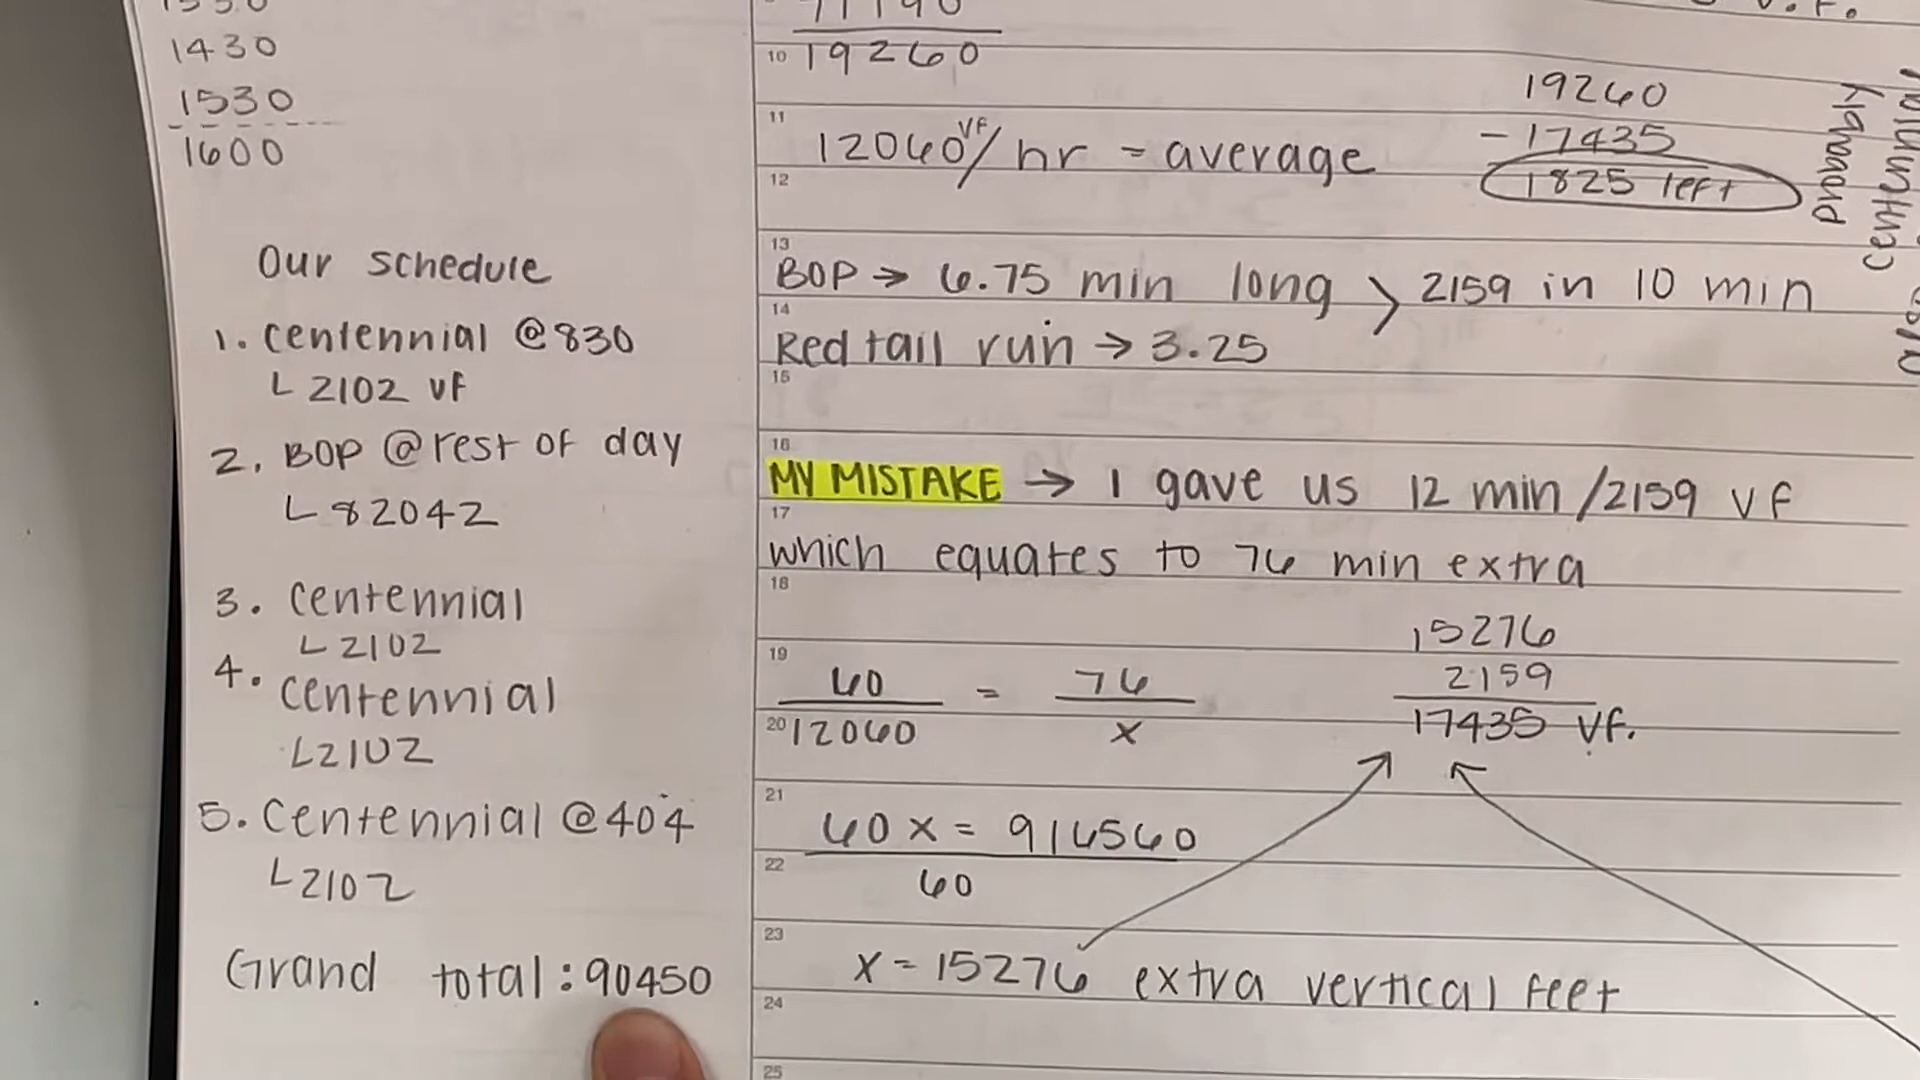 1430
1530
1600
Our schedule
1. centennial @830
L 2102 vf
2. BOP @ rest of day
L 82042
3. centennial
L 2102
4. centennial
L2102
5. Centennial @404
L2102
Grand total: 90450
10 19260
11
12060 VF/hr = average
12
19260
- 17435
1825 left
probably
centennial
also
13
BOP → 6.75 min long > 2159 in 10 min
14
Red tail run → 3.25
15
16
MY MISTAKE → I gave us 12 min /2159 vf
17
which equates to 76 min extra
18
15276
2159
17435 vf.
19
60 = 76
20 12060 x
21
60x = 916560
22
60
23
x = 15276 extra vertical feet
24
25